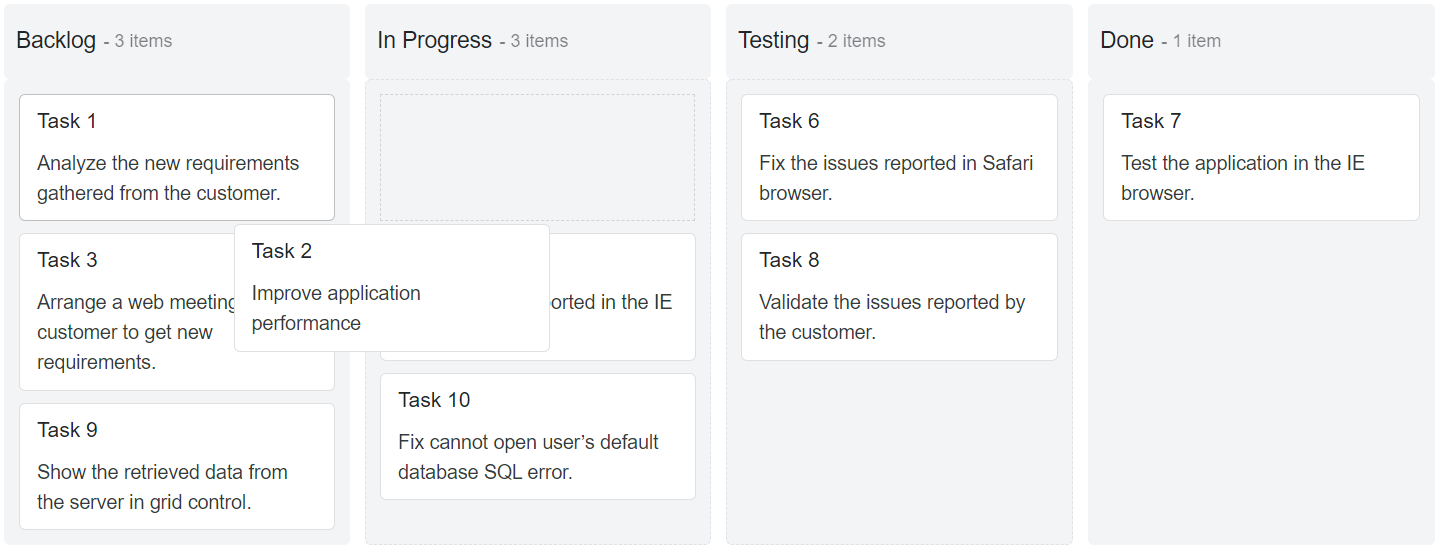 Backlog - 3 items
Task 1
Analyze the new requirements
gathered from the customer.
Task 3
Arrange a web meeting
customer to get new
requirements.
Task 9
Show the retrieved data from
the server in grid control.
In Progress - 3 items
Task 2
Improve application
performance
in the IE
Task 10
Fix cannot open user’s default
database SQL error.
Testing - 2 items
Task 6
Fix the issues reported in Safari
browser.
Task 8
Validate the issues reported by
the customer.
Done - 1 item
Task 7
Test the application in the IE
browser.